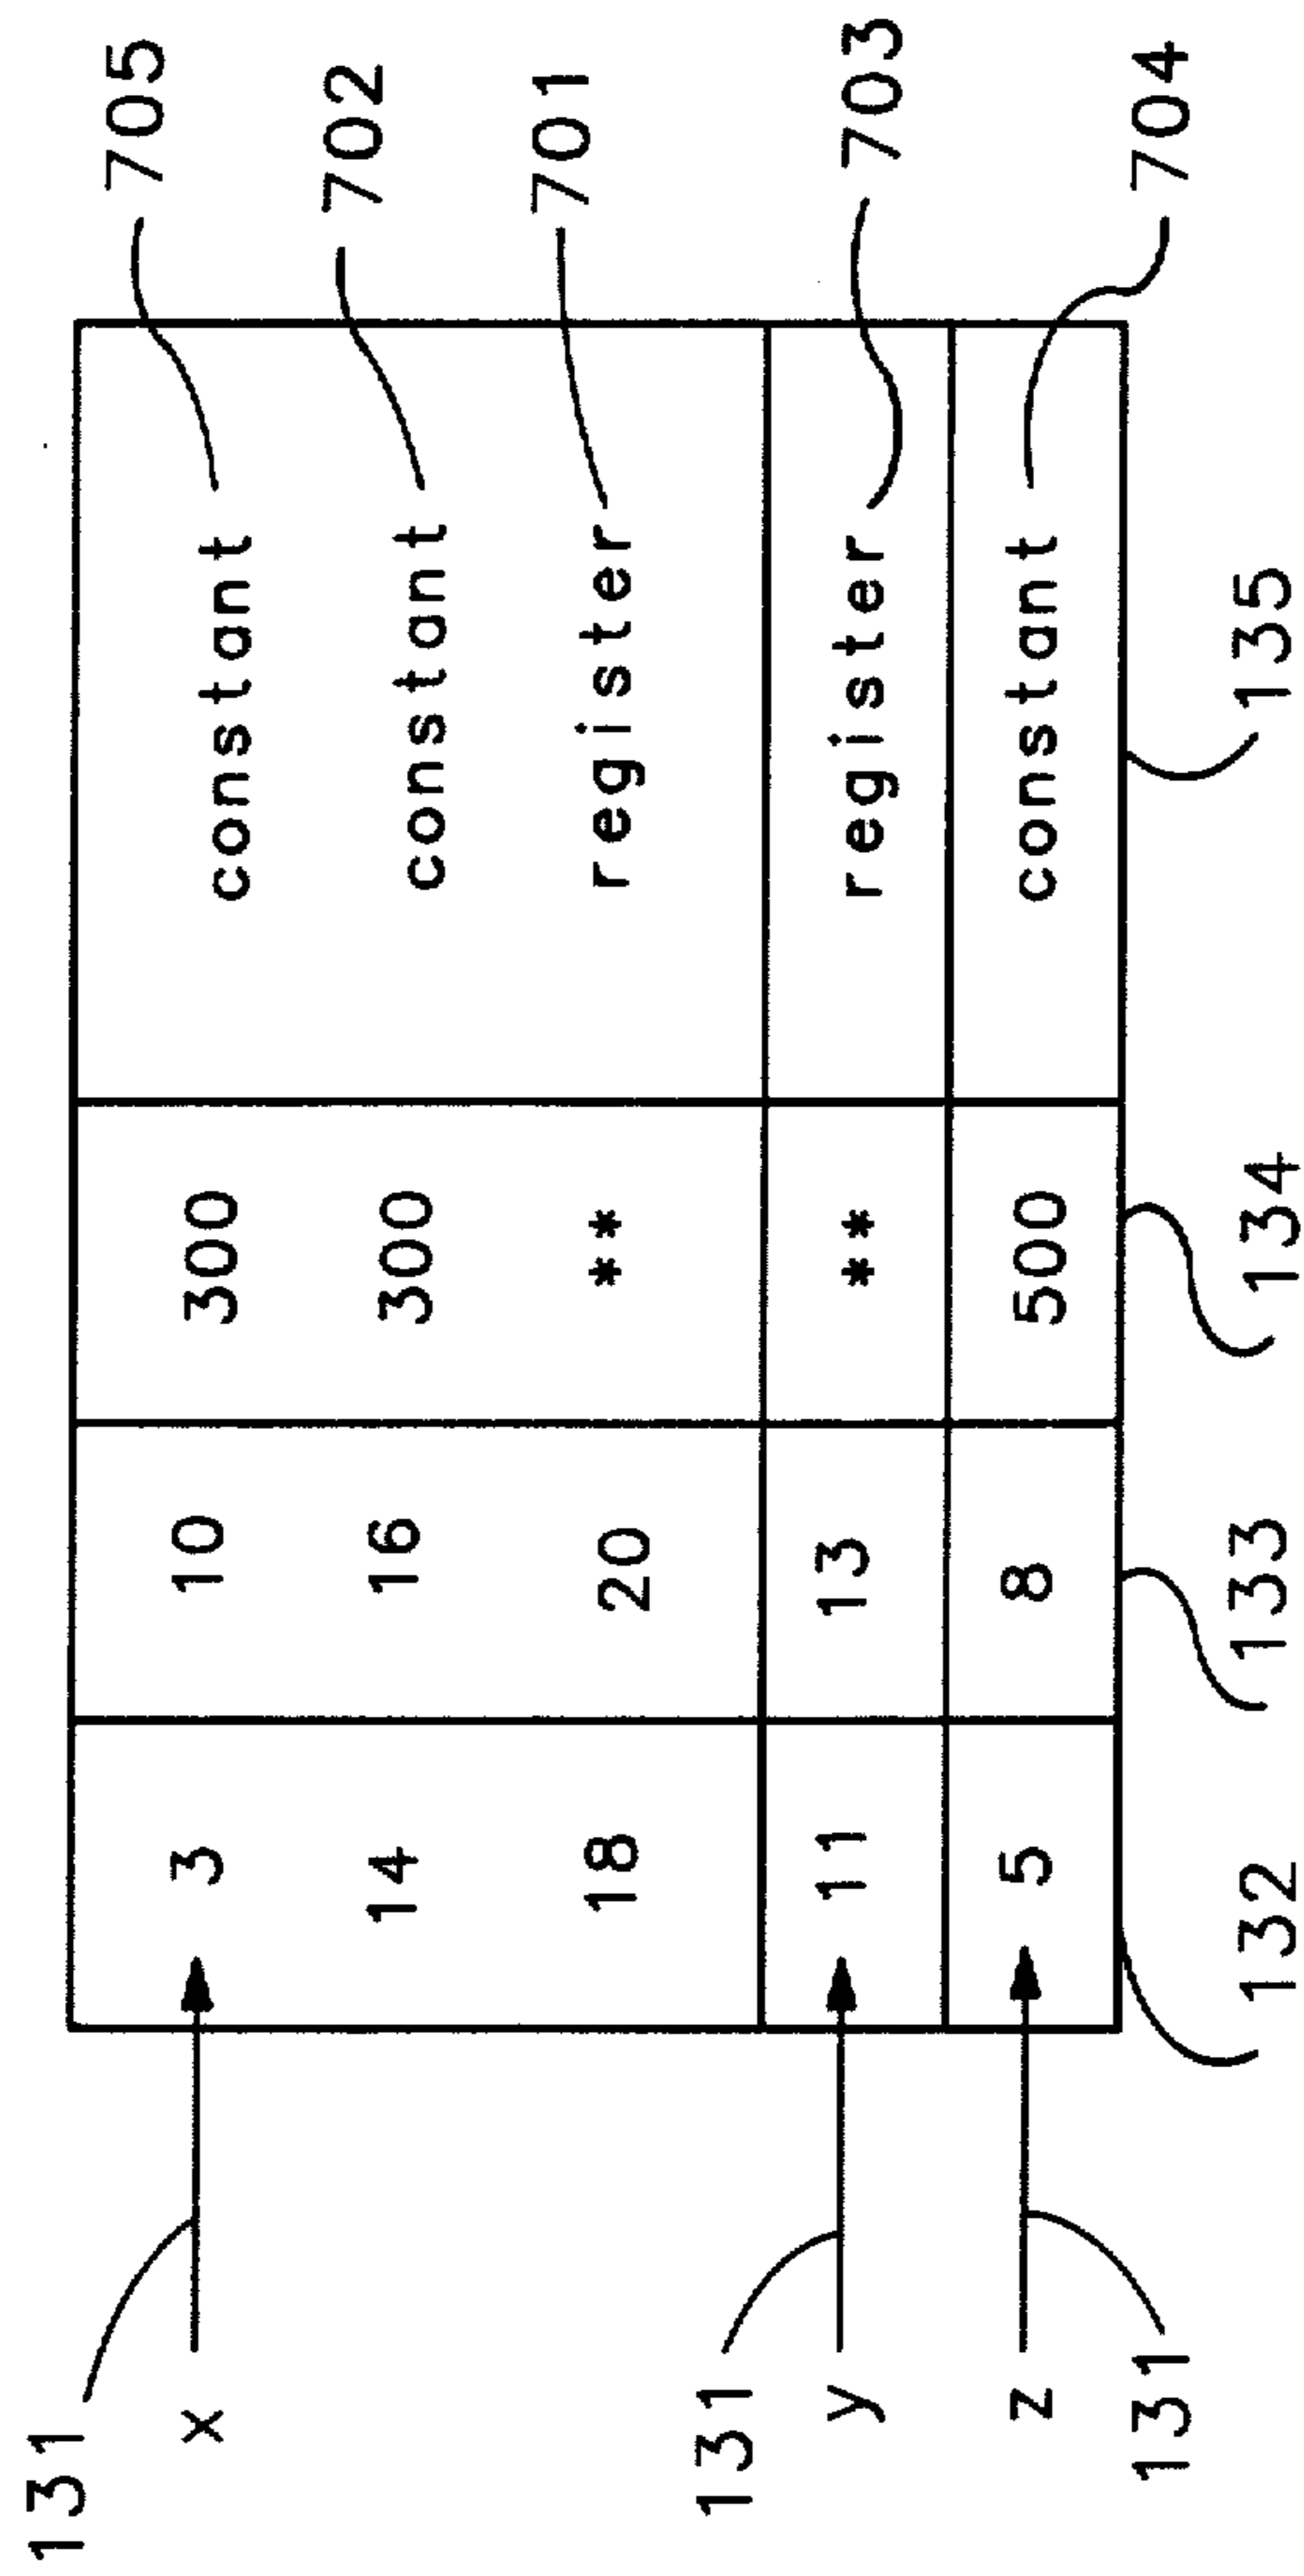 131
x 3 10 300 constant 705
14 16 300 constant 702
18 20 ** register 701
131
y 11 13 ** register 703
z 5 8 500 constant 704
131
132 133 134 135